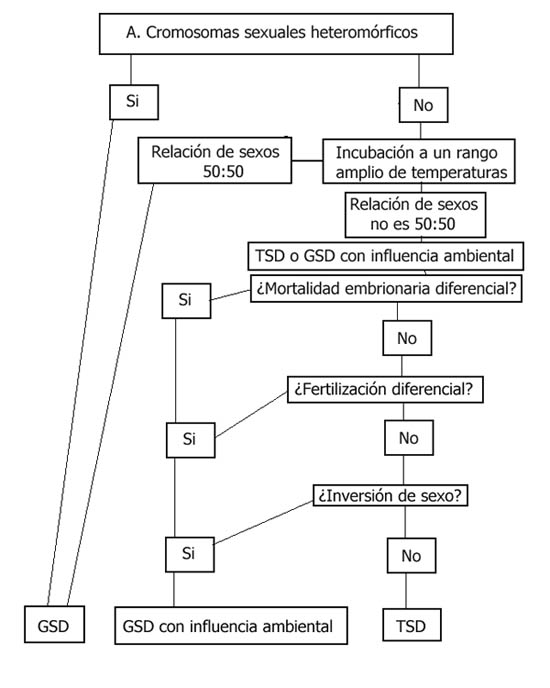 A. Cromosomas sexuales heteromórficos
Si
No
Relación de sexos
50:50
Incubación a un rango
amplio de temperaturas
Relación de sexos
no es 50:50
TSD o GSD con influencia ambiental
¿Mortalidad embrionaria diferencial?
Si
No
¿Fertilización diferencial?
Si
No
¿Inversión de sexo?
Si
No
GSD
GSD con influencia ambiental
TSD